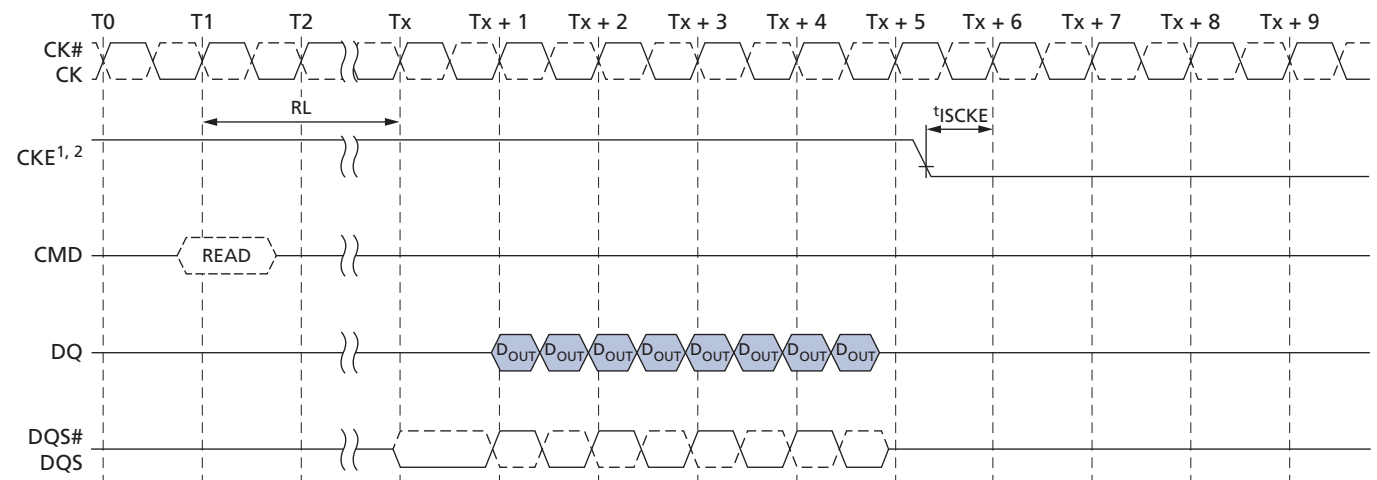 T0 T1 T2 Tx Tx + 1 Tx + 2 Tx + 3 Tx + 4 Tx + 5 Tx + 6 Tx + 7 Tx + 8 Tx + 9
CK#
CK
RL
tISCKE
CKE1, 2
CMD READ
DQ DOUT DOUT DOUT DOUT DOUT DOUT DOUT DOUT
DQS#
DQS